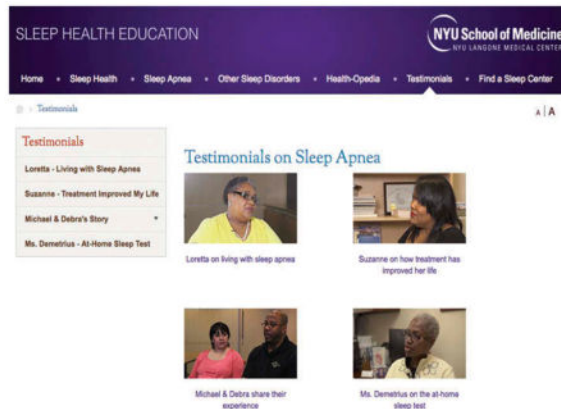 SLEEP HEALTH EDUCATION
NYU School of Medicine
NYU LANGONE MEDICAL CENTER
Home Sleep Health Sleep Apnea Other Sleep Disorders Health-Opedia Testimonials Find a Sleep Center
> Testimonials
A | A
Testimonials
Loretta - Living with Sleep Apnea
Suzanne - Treatment Improved My Life
Michael & Debra's Story
Ms. Demetrius - At-Home Sleep Test
Testimonials on Sleep Apnea
Loretta on living with sleep apnea
Suzanne on how treatment has
improved her life
Michael & Debra share their
experience
Ms. Demetrius on the at-home
sleep test